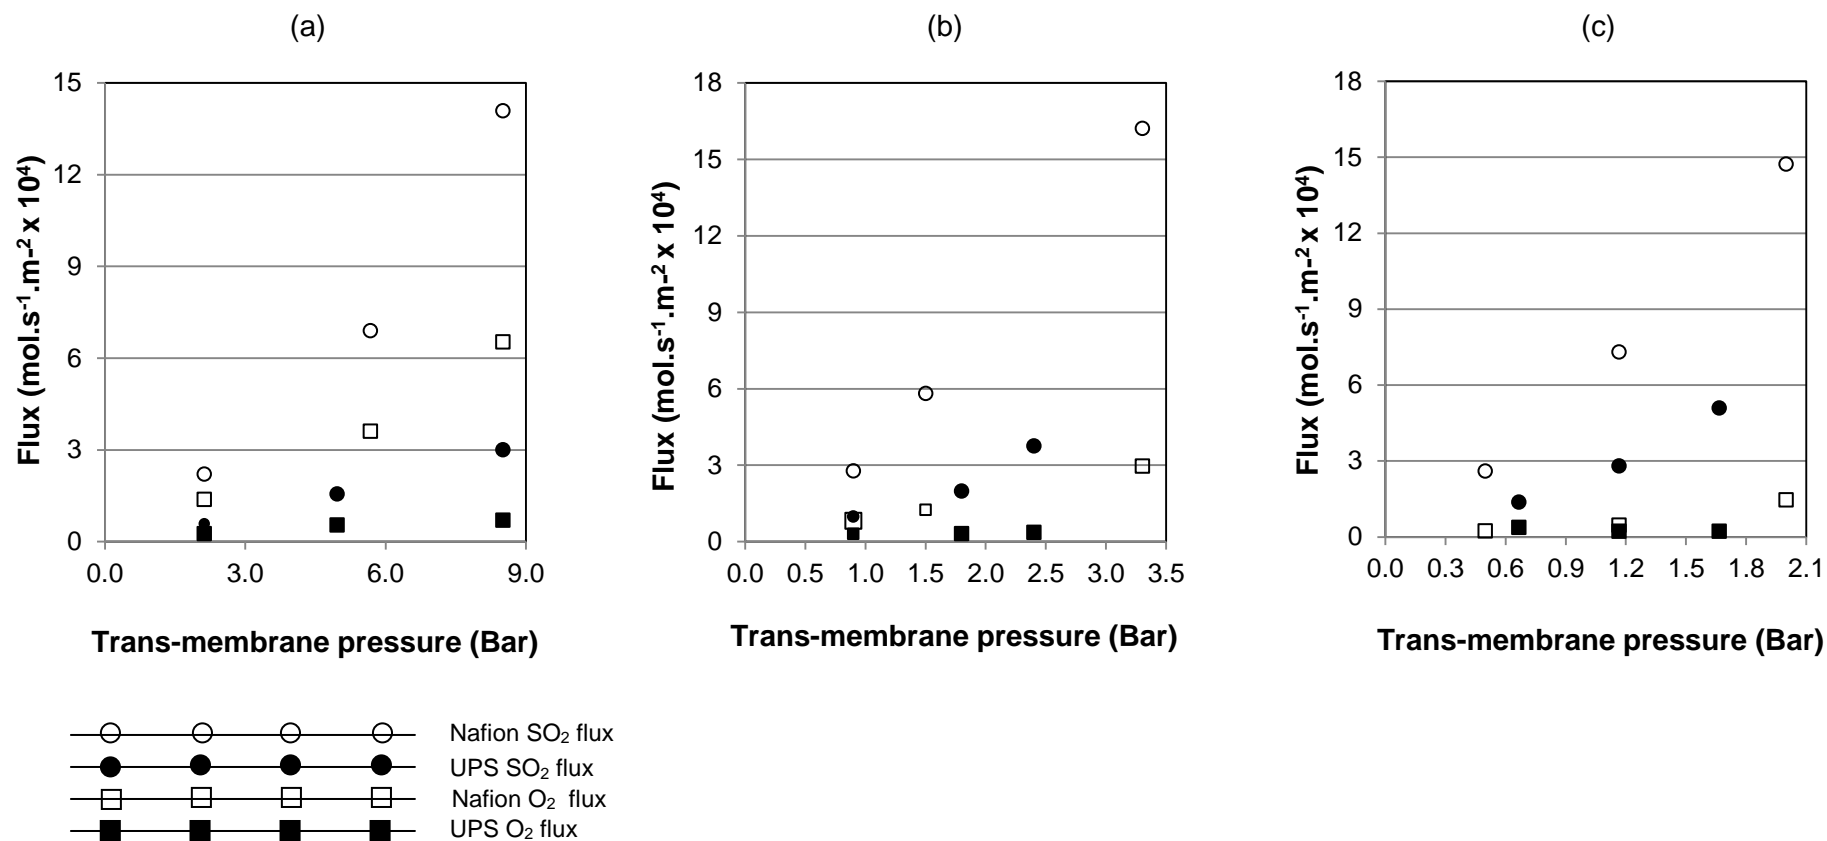 (a)
15
12
9
6
3
0
0.0 3.0 6.0 9.0
Flux (mol.s⁻¹.m-² x 10⁴)
Trans-membrane pressure (Bar)
(b)
18
15
12
9
6
3
0
0.0 0.5 1.0 1.5 2.0 2.5 3.0 3.5
Flux (mol.s⁻¹.m-² x 10⁴)
Trans-membrane pressure (Bar)
(c)
18
15
12
9
6
3
0
0.0 0.3 0.6 0.9 1.2 1.5 1.8 2.1
Flux (mol.s⁻¹.m-² x 10⁴)
Trans-membrane pressure (Bar)
Nafion SO₂ flux
UPS SO₂ flux
Nafion O₂ flux
UPS O₂ flux